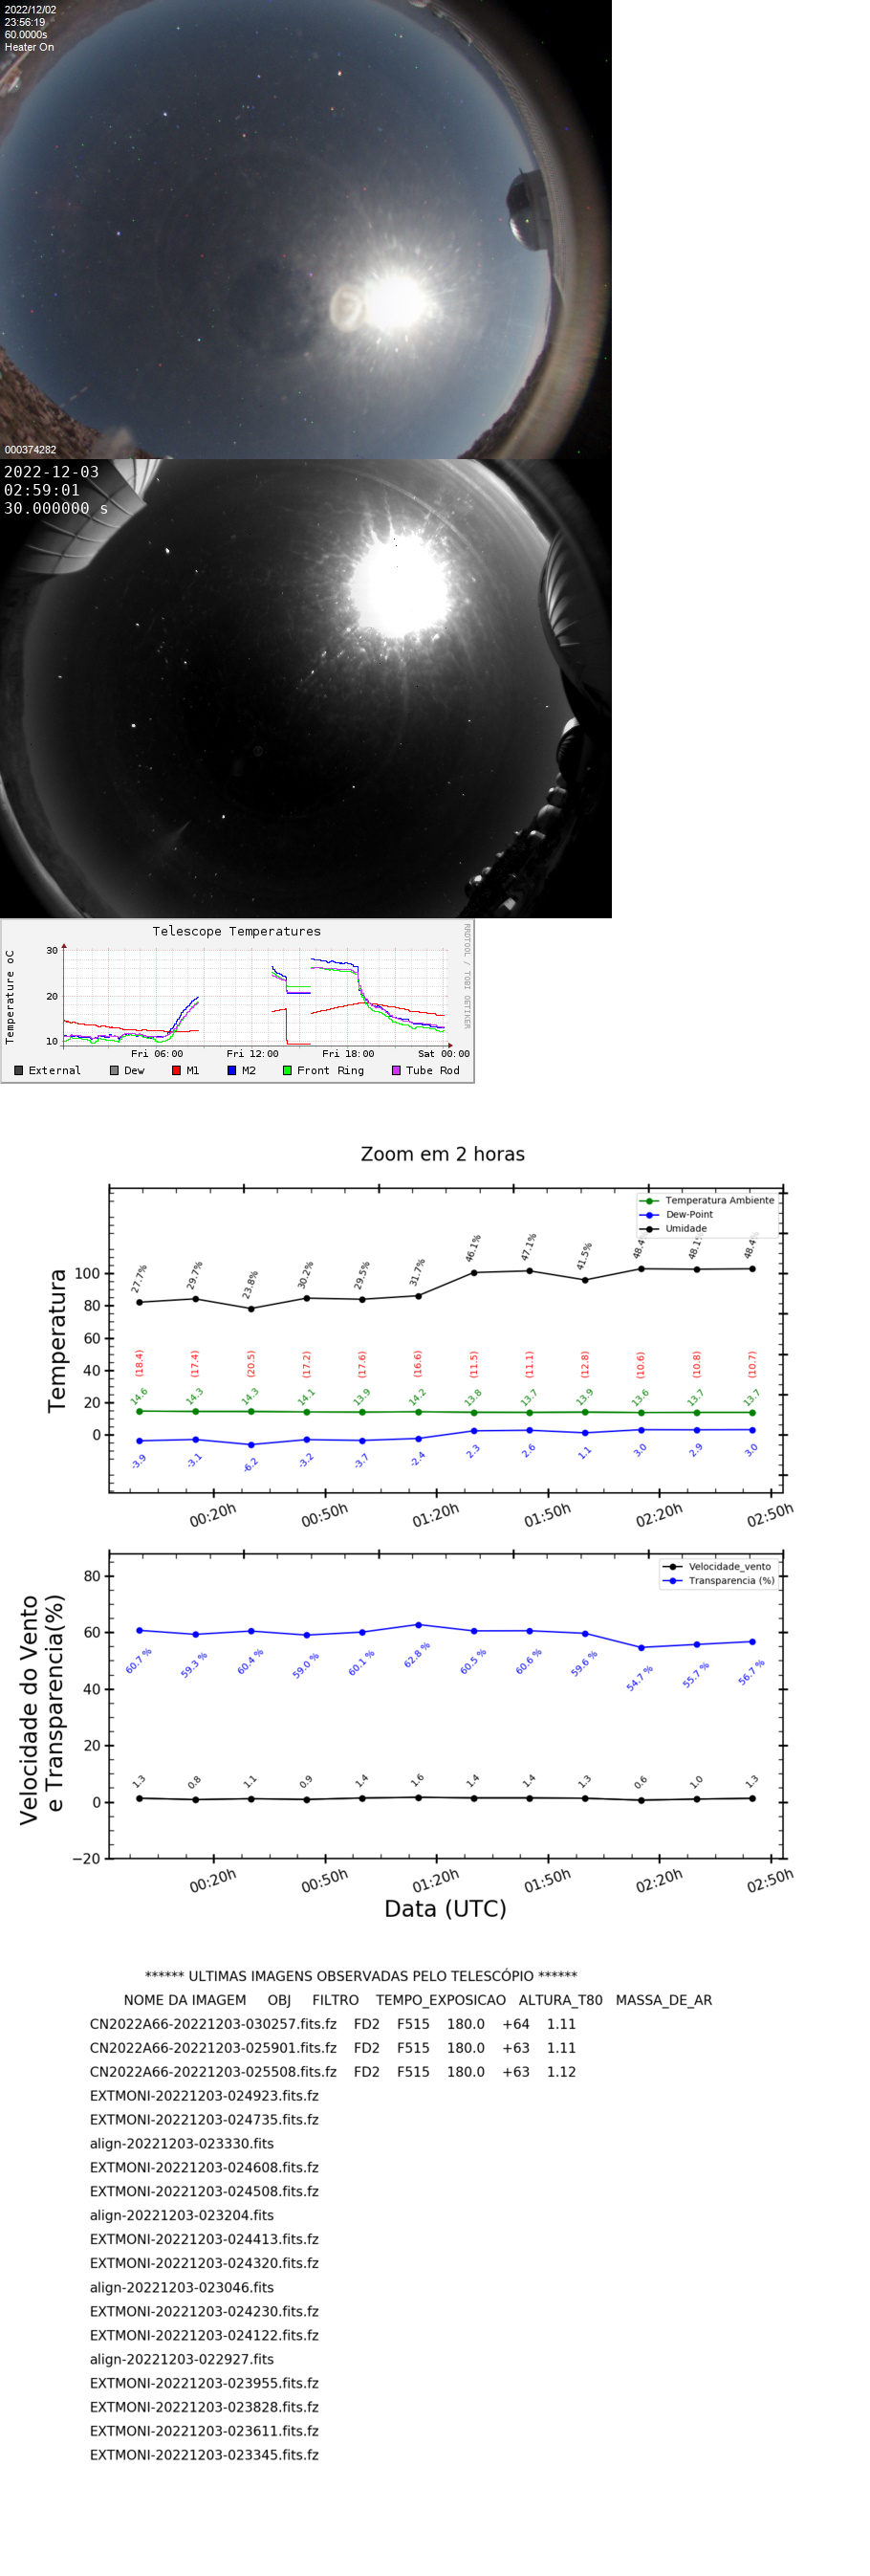 2022/12/02
23:56:19
60.0000s
Heater On
000374282
2022-12-03
02:59:01
30.000000 s
Telescope Temperatures
RRDTOOL / TOBI OETIKER
Temperature oC
30
20
10
Fri 06:00 Fri 12:00 Fri 18:00 Sat 00:00
External Dew M1 M2 Front Ring Tube Rod
Zoom em 2 horas
Temperatura Ambiente
Dew-Point
Umidade
Temperatura
100
80
60
40
20
0
27.7% 29.7% 23.8% 30.2% 29.5% 31.7% 46.1% 47.1% 41.5% 48.4% 48.1% 48.4%
(18.4) (17.4) (20.5) (17.2) (17.6) (16.6) (11.5) (11.1) (12.8) (10.6) (10.8) (10.7)
14.6 14.3 14.3 14.1 13.9 14.2 13.8 13.7 13.9 13.6 13.7 13.7
-3.9 -3.1 -6.2 -3.2 -3.7 -2.4 2.3 2.6 1.1 3.0 2.9 3.0
00:20h 00:50h 01:20h 01:50h 02:20h 02:50h
Velocidade_vento
Transparencia (%)
Velocidade do Vento
e Transparencia(%)
80
60
40
20
0
−20
60.7 % 59.3 % 60.4 % 59.0 % 60.1 % 62.8 % 60.5 % 60.6 % 59.6 % 54.7 % 55.7 % 56.7 %
1.3 0.8 1.1 0.9 1.4 1.6 1.4 1.4 1.3 0.6 1.0 1.3
00:20h 00:50h 01:20h 01:50h 02:20h 02:50h
Data (UTC)
****** ULTIMAS IMAGENS OBSERVADAS PELO TELESCÓPIO ******
NOME DA IMAGEM OBJ FILTRO TEMPO_EXPOSICAO ALTURA_T80 MASSA_DE_AR
CN2022A66-20221203-030257.fits.fz FD2 F515 180.0 +64 1.11
CN2022A66-20221203-025901.fits.fz FD2 F515 180.0 +63 1.11
CN2022A66-20221203-025508.fits.fz FD2 F515 180.0 +63 1.12
EXTMONI-20221203-024923.fits.fz
EXTMONI-20221203-024735.fits.fz
align-20221203-023330.fits
EXTMONI-20221203-024608.fits.fz
EXTMONI-20221203-024508.fits.fz
align-20221203-023204.fits
EXTMONI-20221203-024413.fits.fz
EXTMONI-20221203-024320.fits.fz
align-20221203-023046.fits
EXTMONI-20221203-024230.fits.fz
EXTMONI-20221203-024122.fits.fz
align-20221203-022927.fits
EXTMONI-20221203-023955.fits.fz
EXTMONI-20221203-023828.fits.fz
EXTMONI-20221203-023611.fits.fz
EXTMONI-20221203-023345.fits.fz